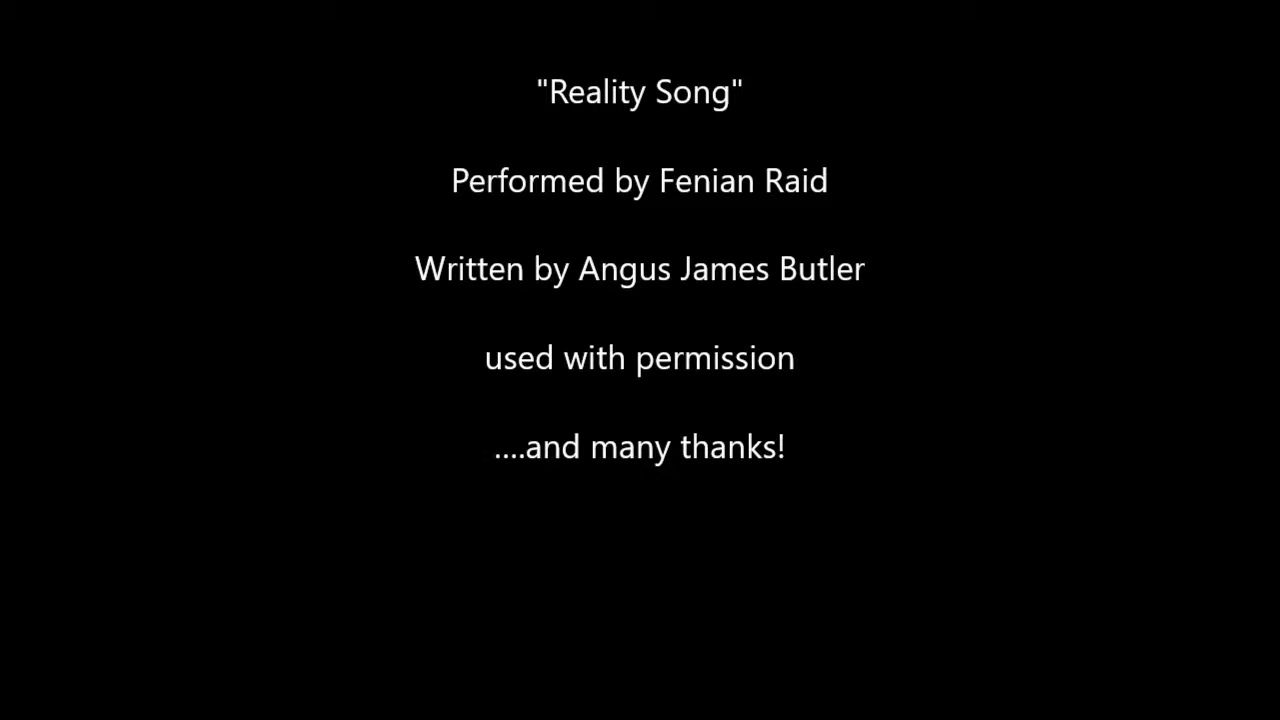 "Reality Song"
Performed by Fenian Raid
Written by Angus James Butler
used with permission
....and many thanks!